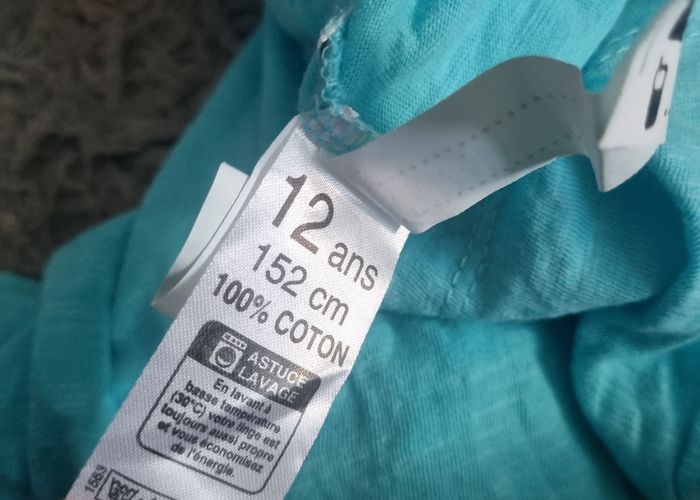 12 ans
152 cm
100% COTON
ASTUCE
LAVAGE
En lavant à
basse température
(30°C) votre linge est
toujours aussi propre
et vous économisez
de l'énergie.